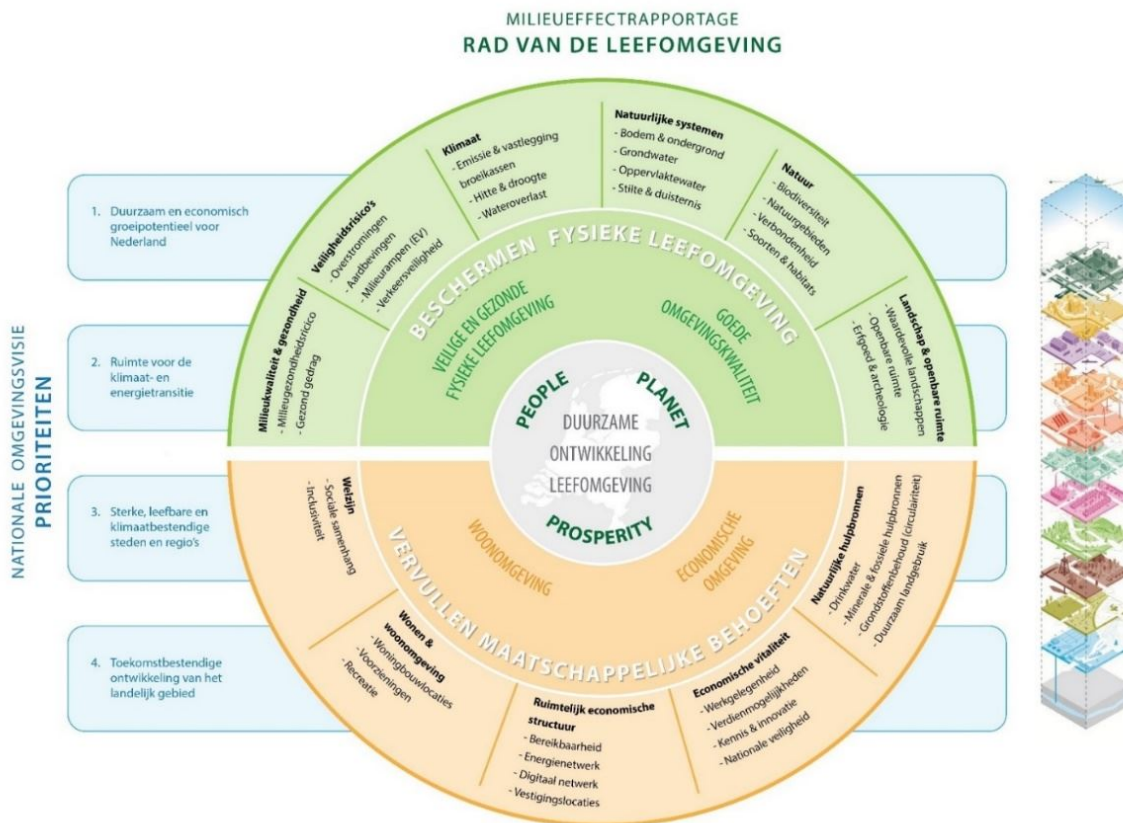 MILIEUEFFECTRAPPORTAGE
RAD VAN DE LEEFOMGEVING
NATIONALE OMGEVINGSVISIE
PRIORITEITEN
1. Duurzaam en economisch
groeipotentieel voor
Nederland
2. Ruimte voor de
klimaat- en
energietransitie
3. Sterke, leefbare en
klimaatbestendige
steden en regio's
4. Toekomstbestendige
ontwikkeling van het
landelijk gebied
Milieukwaliteit & gezondheid
- Milieugezondheidsricico
- Gezond gedrag
Veiligheidsrisico's
- Overstromingen
- Aardbevingen
- Milieurampen (EV)
- Verkeersveiligheid
Klimaat
- Emissie & vastlegging
broeikassen
- Hitte & droogte
- Wateroverlast
Natuurlijke systemen
- Bodem & ondergrond
- Grondwater
- Oppervlaktewater
- Stilte & duisternis
Natuur
- Biodiversiteit
- Natuurgebieden
- Verbondenheid
- Soorten & habitats
Landschap & openbare ruimte
- Waardevolle landschappen
- Openbare ruimte
- Erfgoed & archeologie
BESCHERMEN FYSIEKE LEEFOMGEVING
VEILIGE EN GEZONDE
FYSIEKE LEEFOMGEVING
GOEDE
OMGEVINGSKWALITEIT
PEOPLE
PLANET
DUURZAME
ONTWIKKELING
LEEFOMGEVING
PROSPERITY
WOONOMGEVING
ECONOMISCHE
OMGEVING
VERVULLEN MAATSCHAPPELIJKE BEHOEFTEN
Welzijn
- Sociale samenhang
- Inclusiviteit
Wonen &
woonomgeving
- Woningbouwlocaties
- Voorzieningen
- Recreatie
Ruimtelijk economische
structuur
- Bereikbaarheid
- Energienetwerk
- Digitaal netwerk
- Vestigingslocaties
Economische vitaliteit
- Werkgelegenheid
- Verdienmogelijkheden
- Kennis & innovatie
- Nationale veiligheid
Natuurlijke hulpbronnen
- Drinkwater
- Minerale & fossiele hulpbronnen
- Grondstoffenbehoud (circulairiteit)
- Duurzaam landgebruik